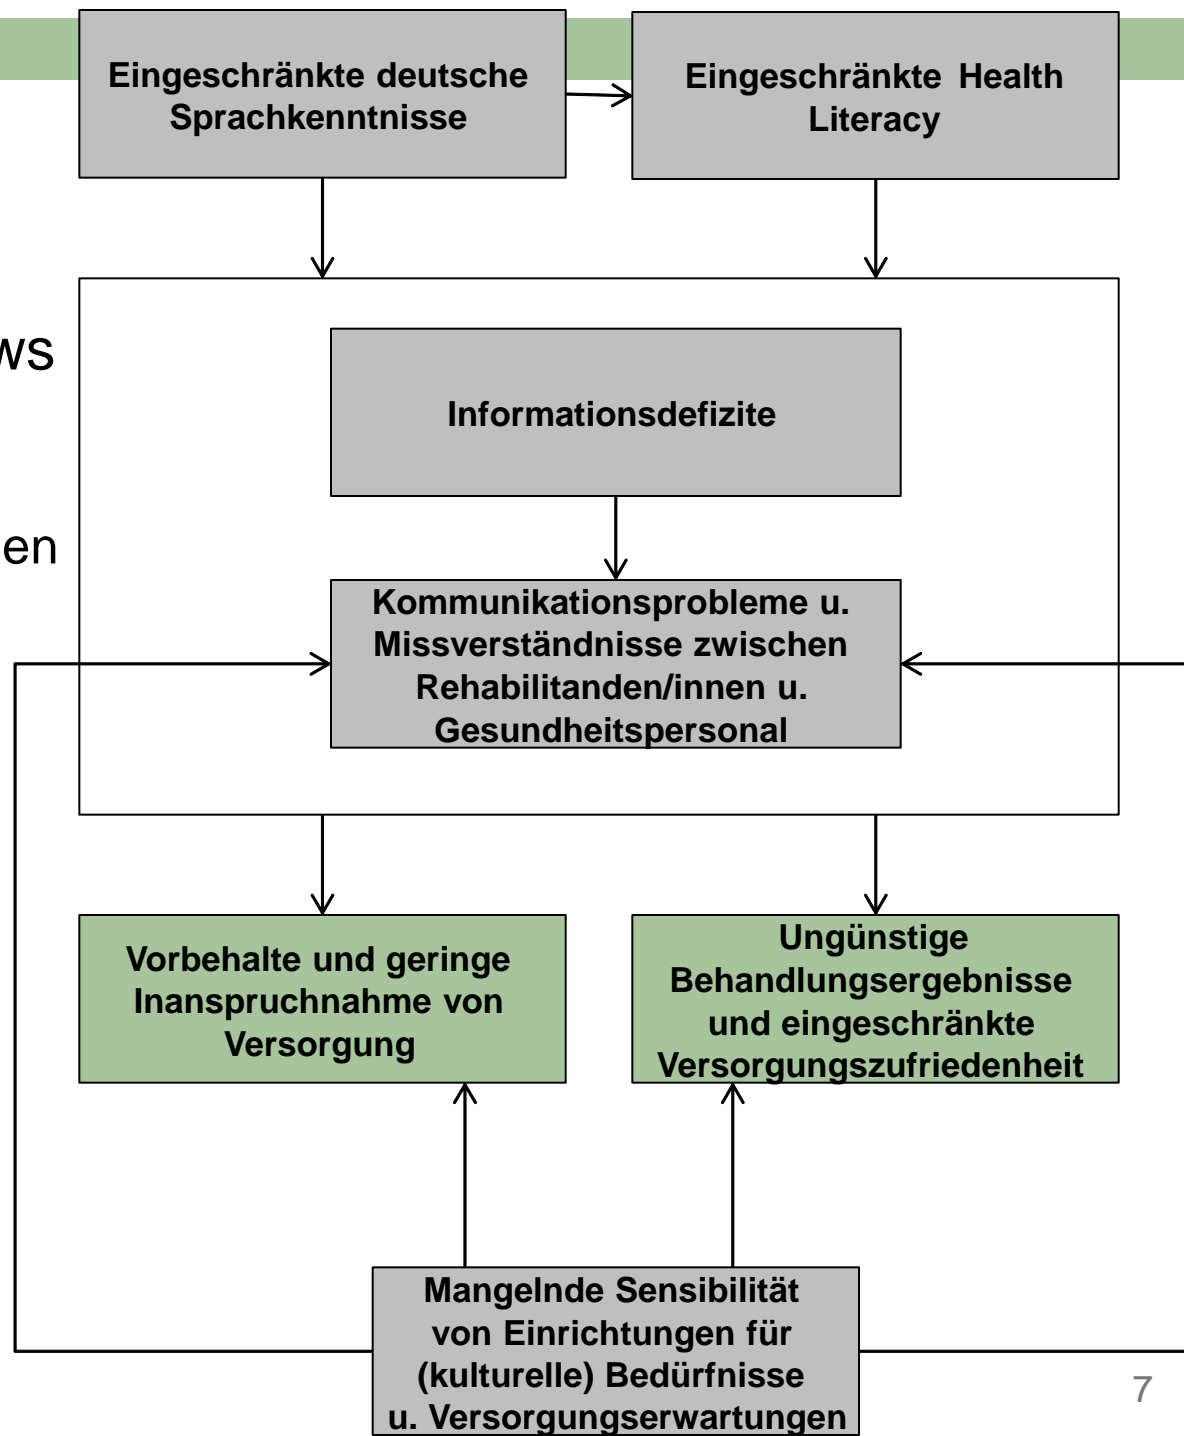 Eingeschränkte deutsche
Sprachkenntnisse
Eingeschränkte Health
Literacy
ws
Informationsdefizite
en
Kommunikationsprobleme u.
Missverständnisse zwischen
Rehabilitanden/innen u.
Gesundheitspersonal
Vorbehalte und geringe
Inanspruchnahme von
Versorgung
Ungünstige
Behandlungsergebnisse
und eingeschränkte
Versorgungszufriedenheit
Mangelnde Sensibilität
von Einrichtungen für
(kulturelle) Bedürfnisse
u. Versorgungserwartungen
7